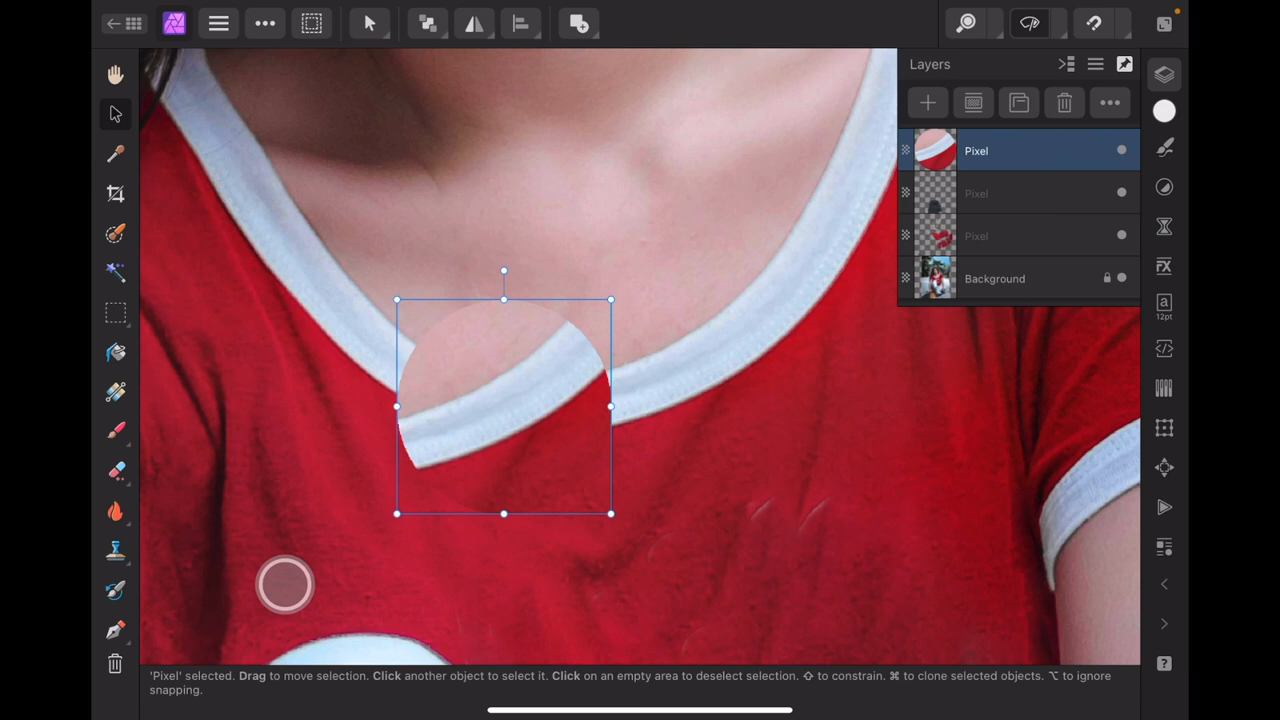 Layers
Pixel
Pixel
Pixel
Background
12pt
'Pixel' selected. Drag to move selection. Click another object to select it. Click on an empty area to deselect selection. ⇧ to constrain. ⌘ to clone selected objects. ⌥ to ignore
snapping.